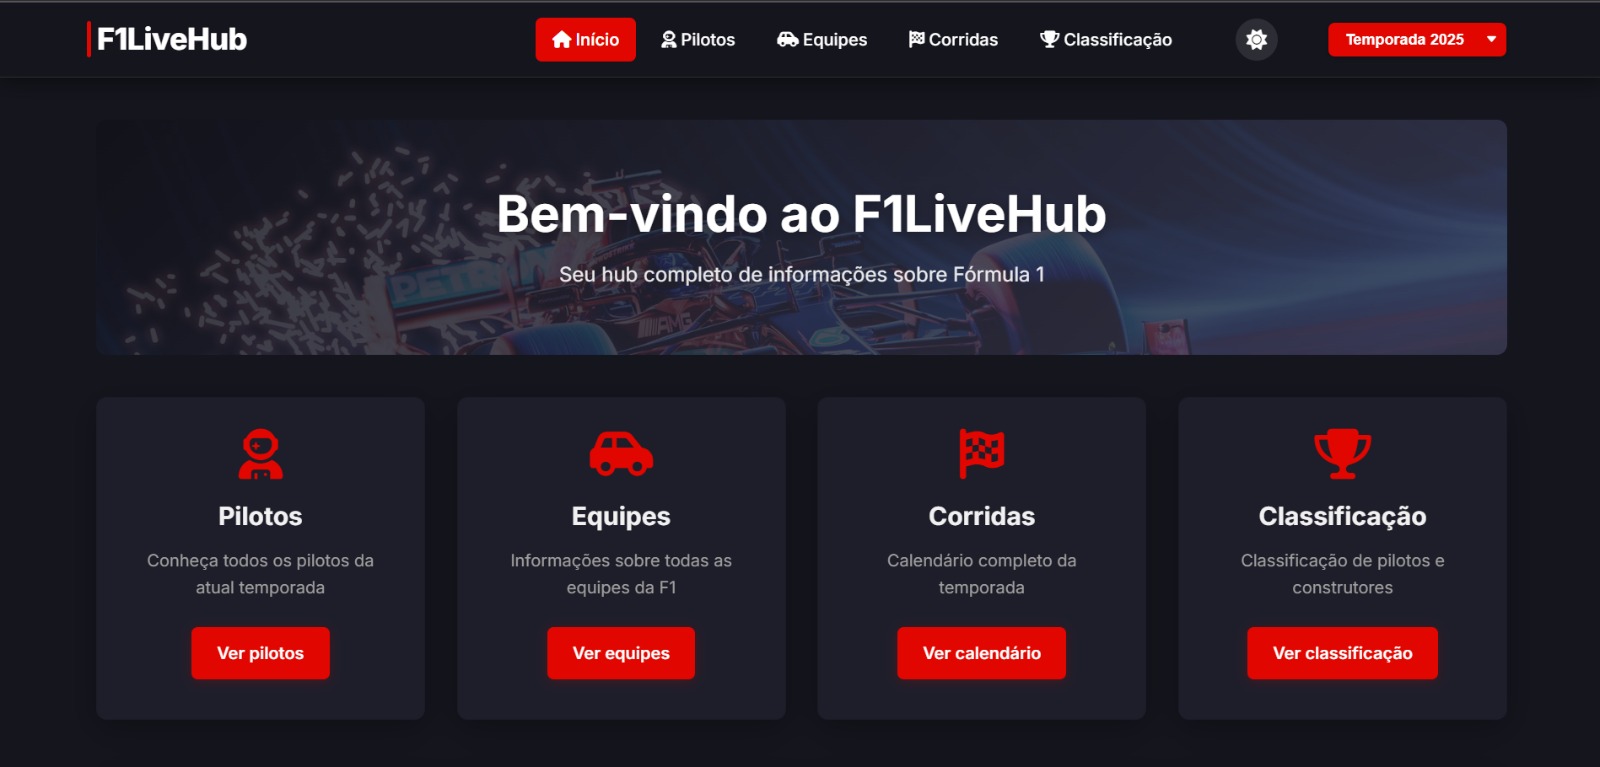 F1LiveHub
Início
Pilotos
Equipes
Corridas
Classificação
Temporada 2025
Bem-vindo ao F1LiveHub
Seu hub completo de informações sobre Fórmula 1
PETRON
AMG
Pilotos
Conheça todos os pilotos da
atual temporada
Ver pilotos
Equipes
Informações sobre todas as
equipes da F1
Ver equipes
Corridas
Calendário completo da
temporada
Ver calendário
Classificação
Classificação de pilotos e
construtores
Ver classificação